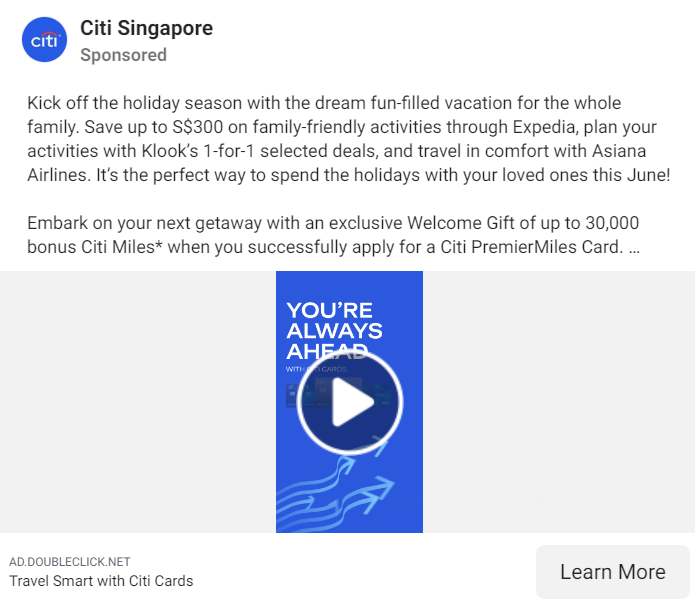 citi
Citi Singapore
Sponsored
Kick off the holiday season with the dream fun-filled vacation for the whole
family. Save up to S$300 on family-friendly activities through Expedia, plan your
activities with Klook’s 1-for-1 selected deals, and travel in comfort with Asiana
Airlines. It’s the perfect way to spend the holidays with your loved ones this June!
Embark on your next getaway with an exclusive Welcome Gift of up to 30,000
bonus Citi Miles* when you successfully apply for a Citi PremierMiles Card. ...
YOU’RE
ALWAYS
AHEAD
WITH CITI CARDS
AD.DOUBLECLICK.NET
Travel Smart with Citi Cards
Learn More